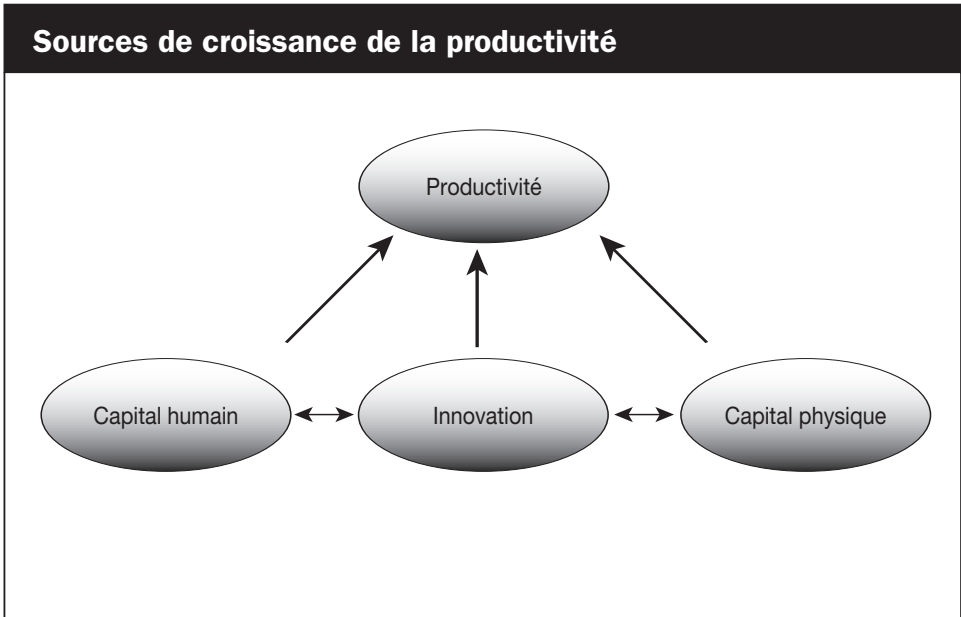 Sources de croissance de la productivité
Productivité
Capital humain
Innovation
Capital physique